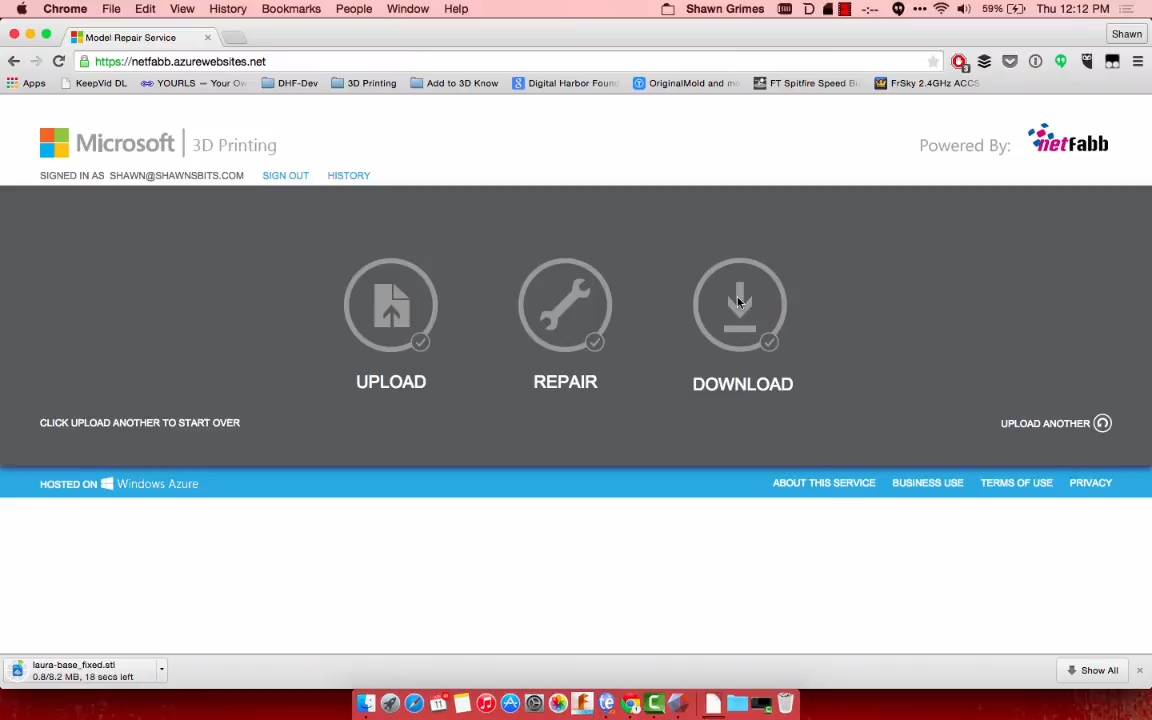 Chrome File Edit View History Bookmarks People Window Help
Shawn Grimes 59% Thu 12:12 PM
Model Repair Service
Shawn
https://netfabb.azurewebsites.net
Apps KeepVid DL YOURLS - Your Ow DHF-Dev 3D Printing Add to 3D Know Digital Harbor Foun OriginalMold and mo FT Spitfire Speed Bu FrSky 2.4GHz ACCS
Microsoft | 3D Printing
Powered By: netFabb
SIGNED IN AS SHAWN@SHAWNSBITS.COM SIGN OUT HISTORY
UPLOAD REPAIR DOWNLOAD
CLICK UPLOAD ANOTHER TO START OVER
UPLOAD ANOTHER
HOSTED ON Windows Azure
ABOUT THIS SERVICE BUSINESS USE TERMS OF USE PRIVACY
laura-base_fixed.stl
0.8/8.2 MB, 18 secs left
Show All